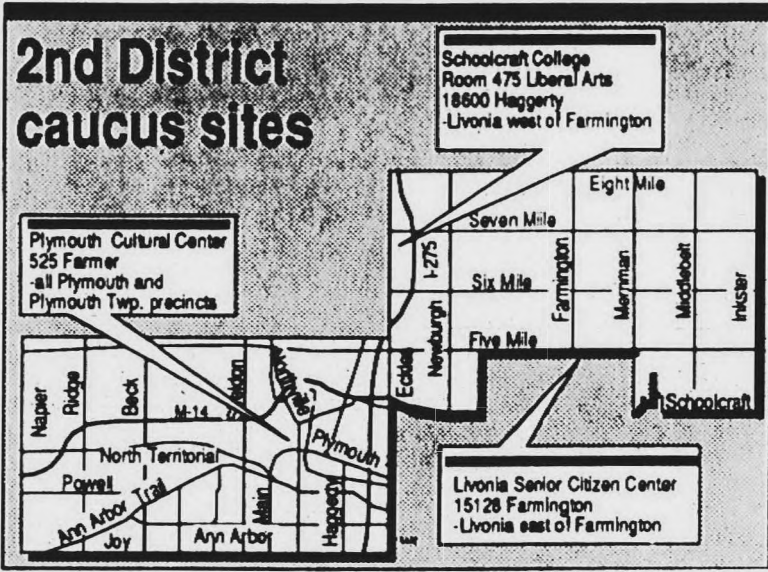 2nd District
caucus sites
Schoolcraft College
Room 475 Liberal Arts
18600 Haggerty
-Livonia west of Farmington
Plymouth Cultural Center
525 Farmer
-all Plymouth and
Plymouth Twp. precincts
Eight Mile
Seven Mile
Six Mile
Five Mile
I-275
Newburgh
Farmington
Merriman
Middlebelt
Inkster
Eckles
Schoolcraft
Napier
Ridge
Beck
M-14
North Territorial
Powell
Ann Arbor Trail
Joy
Ann Arbor
Main
Haggerty
Plymouth
Livonia Senior Citizen Center
15128 Farmington
-Livonia east of Farmington